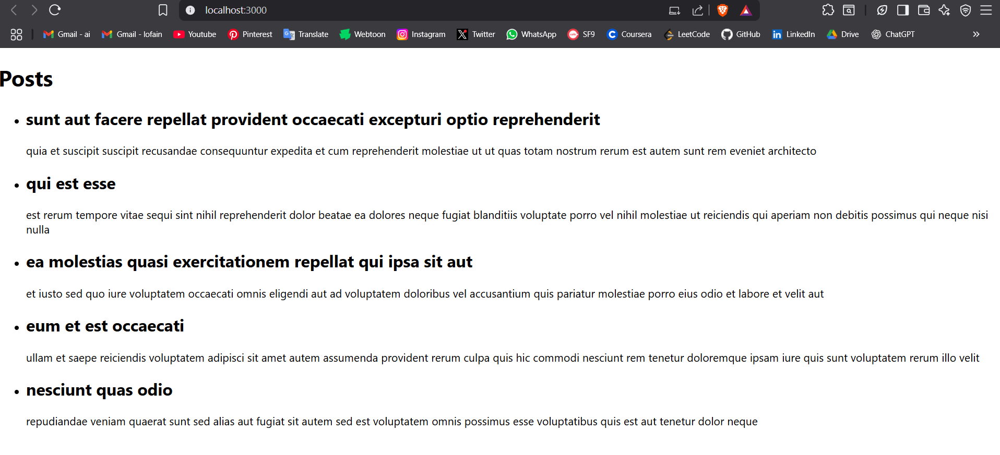 localhost:3000
Gmail - ai Gmail - lofain Youtube Pinterest Translate Webtoon Instagram Twitter WhatsApp SF9 Coursera LeetCode GitHub LinkedIn Drive ChatGPT
Posts
sunt aut facere repellat provident occaecati excepturi optio reprehenderit
quia et suscipit suscipit recusandae consequuntur expedita et cum reprehenderit molestiae ut ut quas totam nostrum rerum est autem sunt rem eveniet architecto
qui est esse
est rerum tempore vitae sequi sint nihil reprehenderit dolor beatae ea dolores neque fugiat blanditiis voluptate porro vel nihil molestiae ut reiciendis qui aperiam non debitis possimus qui neque nisi
nulla
ea molestias quasi exercitationem repellat qui ipsa sit aut
et iusto sed quo iure voluptatem occaecati omnis eligendi aut ad voluptatem doloribus vel accusantium quis pariatur molestiae porro eius odio et labore et velit aut
eum et est occaecati
ullam et saepe reiciendis voluptatem adipisci sit amet autem assumenda provident rerum culpa quis hic commodi nesciunt rem tenetur doloremque ipsam iure quis sunt voluptatem rerum illo velit
nesciunt quas odio
repudiandae veniam quaerat sunt sed alias aut fugiat sit autem sed est voluptatem omnis possimus esse voluptatibus quis est aut tenetur dolor neque